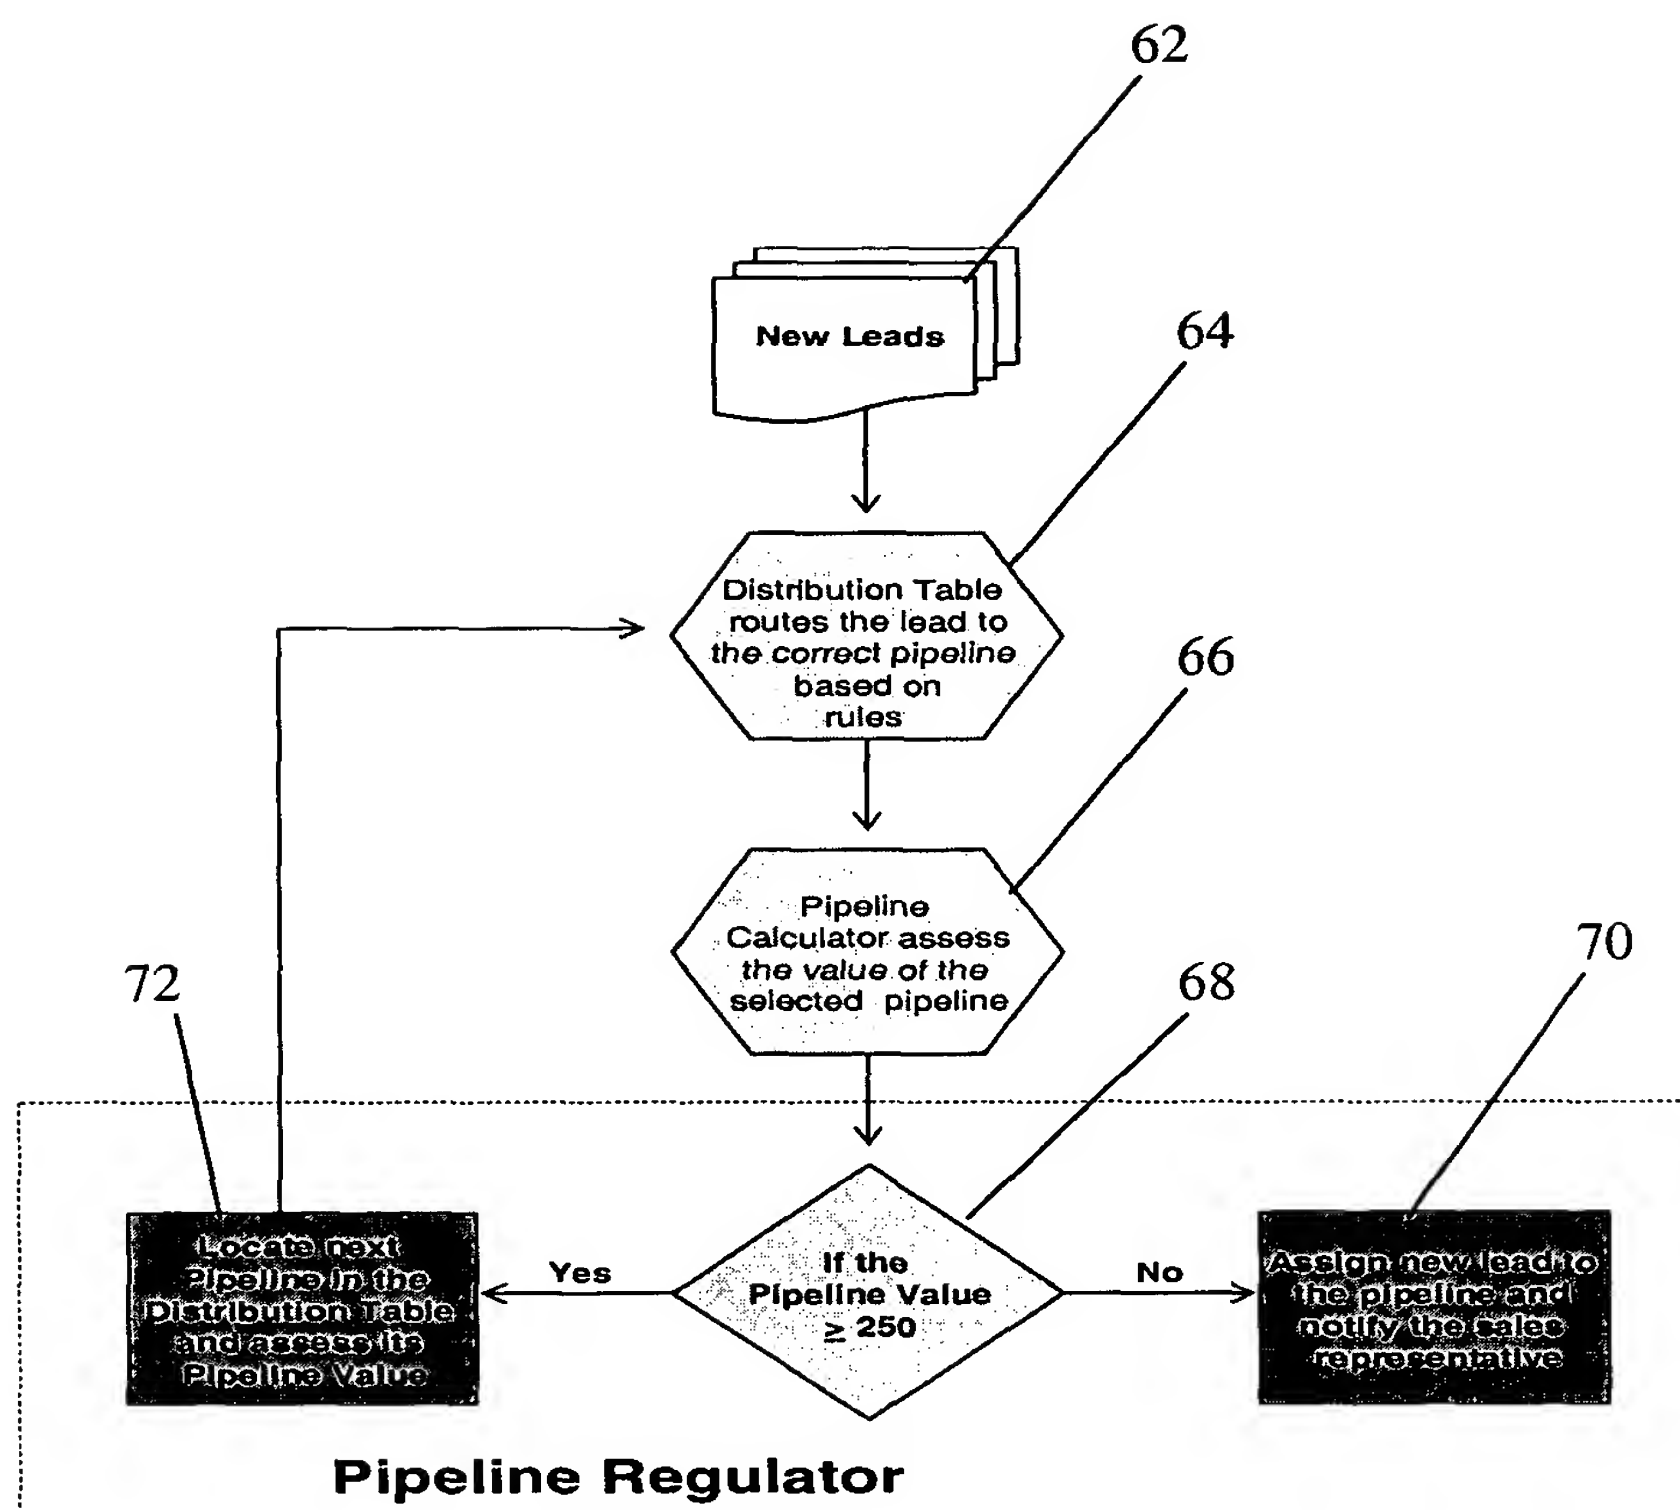 62
New Leads
64
Distribution Table
routes the lead to
the correct pipeline
based on
rules
66
Pipeline
Calculator assess
the value of the
selected pipeline
72
68
70
Locate next
Pipeline in the
Distribution Table
and assess its
Pipeline Value
Yes
If the
Pipeline Value
≥ 250
No
Assign new lead to
the pipeline and
notify the sales
representative
Pipeline Regulator